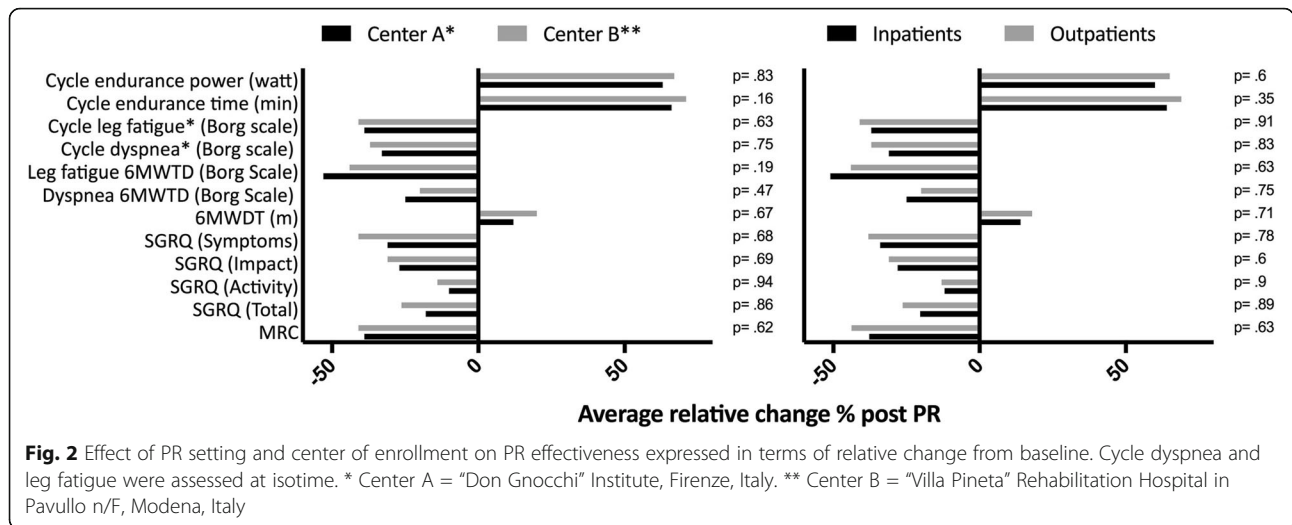 Center A* Center B** Inpatients Outpatients
Cycle endurance power (watt) p= .83 p= .6
Cycle endurance time (min) p= .16 p= .35
Cycle leg fatigue* (Borg scale) p= .63 p= .91
Cycle dyspnea* (Borg scale) p= .75 p= .83
Leg fatigue 6MWTD (Borg Scale) p= .19 p= .63
Dyspnea 6MWTD (Borg Scale) p= .47 p= .75
6MWDT (m) p= .67 p= .71
SGRQ (Symptoms) p= .68 p= .78
SGRQ (Impact) p= .69 p= .6
SGRQ (Activity) p= .94 p= .9
SGRQ (Total) p= .86 p= .89
MRC p= .62 p= .63
-50 0 50 -50 0 50
Average relative change % post PR
Fig. 2 Effect of PR setting and center of enrollment on PR effectiveness expressed in terms of relative change from baseline. Cycle dyspnea and
leg fatigue were assessed at isotime. * Center A = “Don Gnocchi” Institute, Firenze, Italy. ** Center B = “Villa Pineta” Rehabilitation Hospital in
Pavullo n/F, Modena, Italy